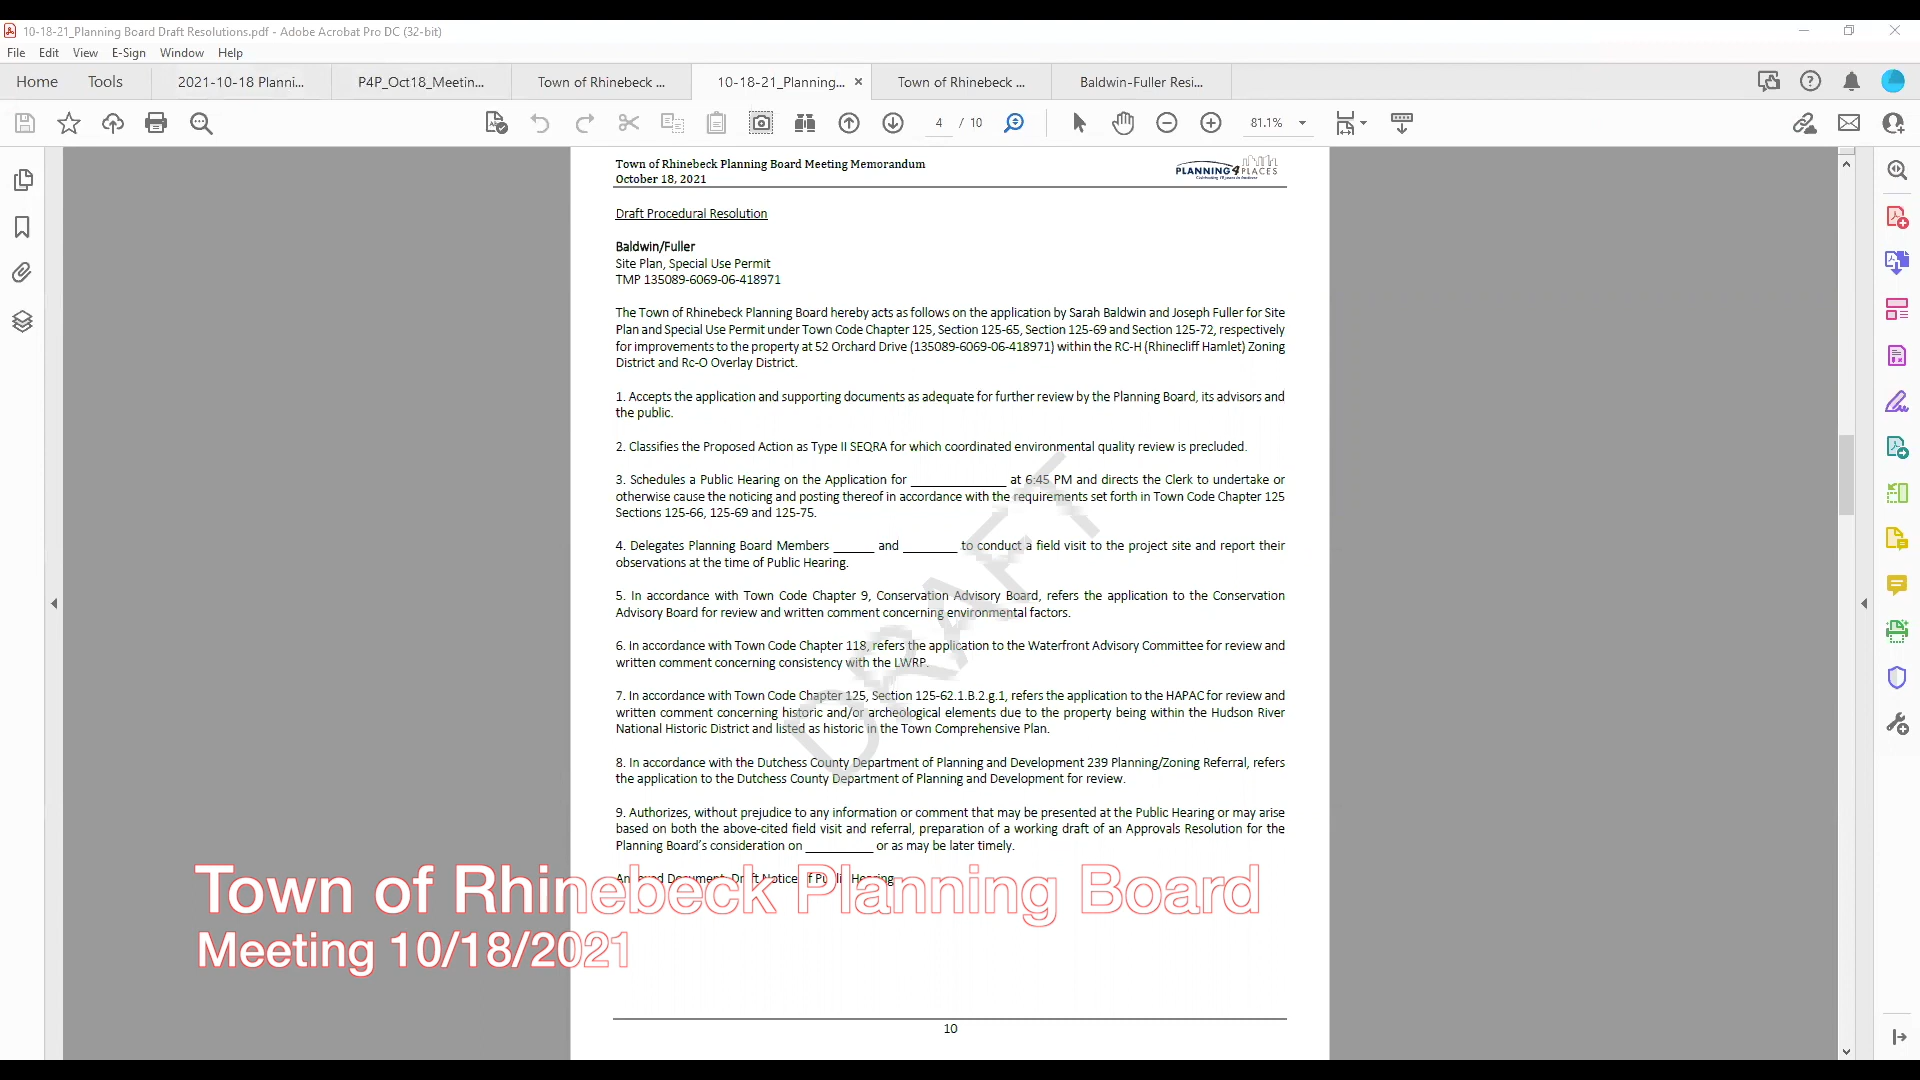 10-18-21_Planning Board Draft Resolutions.pdf - Adobe Acrobat Pro DC (32-bit)
File Edit View E-Sign Window Help
Home Tools 2021-10-18 Planni... P4P_Oct18_Meetin... Town of Rhinebeck ... 10-18-21_Planning... × Town of Rhinebeck ... Baldwin-Fuller Resi...
4 / 10 81.1%
Town of Rhinebeck Planning Board Meeting Memorandum
October 18, 2021
PLANNING4PLACES
Draft Procedural Resolution
Baldwin/Fuller
Site Plan, Special Use Permit
TMP 135089-6069-06-418971
The Town of Rhinebeck Planning Board hereby acts as follows on the application by Sarah Baldwin and Joseph Fuller for Site
Plan and Special Use Permit under Town Code Chapter 125, Section 125-65, Section 125-69 and Section 125-72, respectively
for improvements to the property at 52 Orchard Drive (135089-6069-06-418971) within the RC-H (Rhinecliff Hamlet) Zoning
District and Rc-O Overlay District.
1. Accepts the application and supporting documents as adequate for further review by the Planning Board, its advisors and
the public.
2. Classifies the Proposed Action as Type II SEQRA for which coordinated environmental quality review is precluded.
3. Schedules a Public Hearing on the Application for ______________ at 6:45 PM and directs the Clerk to undertake or
otherwise cause the noticing and posting thereof in accordance with the requirements set forth in Town Code Chapter 125
Sections 125-66, 125-69 and 125-75.
4. Delegates Planning Board Members ______ and ________ to conduct a field visit to the project site and report their
observations at the time of Public Hearing.
5. In accordance with Town Code Chapter 9, Conservation Advisory Board, refers the application to the Conservation
Advisory Board for review and written comment concerning environmental factors.
6. In accordance with Town Code Chapter 118, refers the application to the Waterfront Advisory Committee for review and
written comment concerning consistency with the LWRP.
7. In accordance with Town Code Chapter 125, Section 125-62.1.B.2.g.1, refers the application to the HAPAC for review and
written comment concerning historic and/or archeological elements due to the property being within the Hudson River
National Historic District and listed as historic in the Town Comprehensive Plan.
8. In accordance with the Dutchess County Department of Planning and Development 239 Planning/Zoning Referral, refers
the application to the Dutchess County Department of Planning and Development for review.
9. Authorizes, without prejudice to any information or comment that may be presented at the Public Hearing or may arise
based on both the above-cited field visit and referral, preparation of a working draft of an Approvals Resolution for the
Planning Board's consideration on __________ or as may be later timely.
DRAFT
Document: Draft Notice of Public Hearing
Town of Rhinebeck Planning Board
Meeting 10/18/2021
10